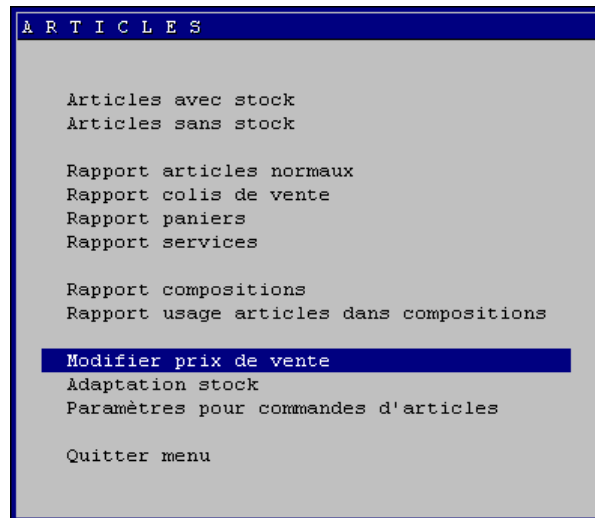 A R T I C L E S
Articles avec stock
Articles sans stock
Rapport articles normaux
Rapport colis de vente
Rapport paniers
Rapport services
Rapport compositions
Rapport usage articles dans compositions
Modifier prix de vente
Adaptation stock
Paramètres pour commandes d'articles
Quitter menu